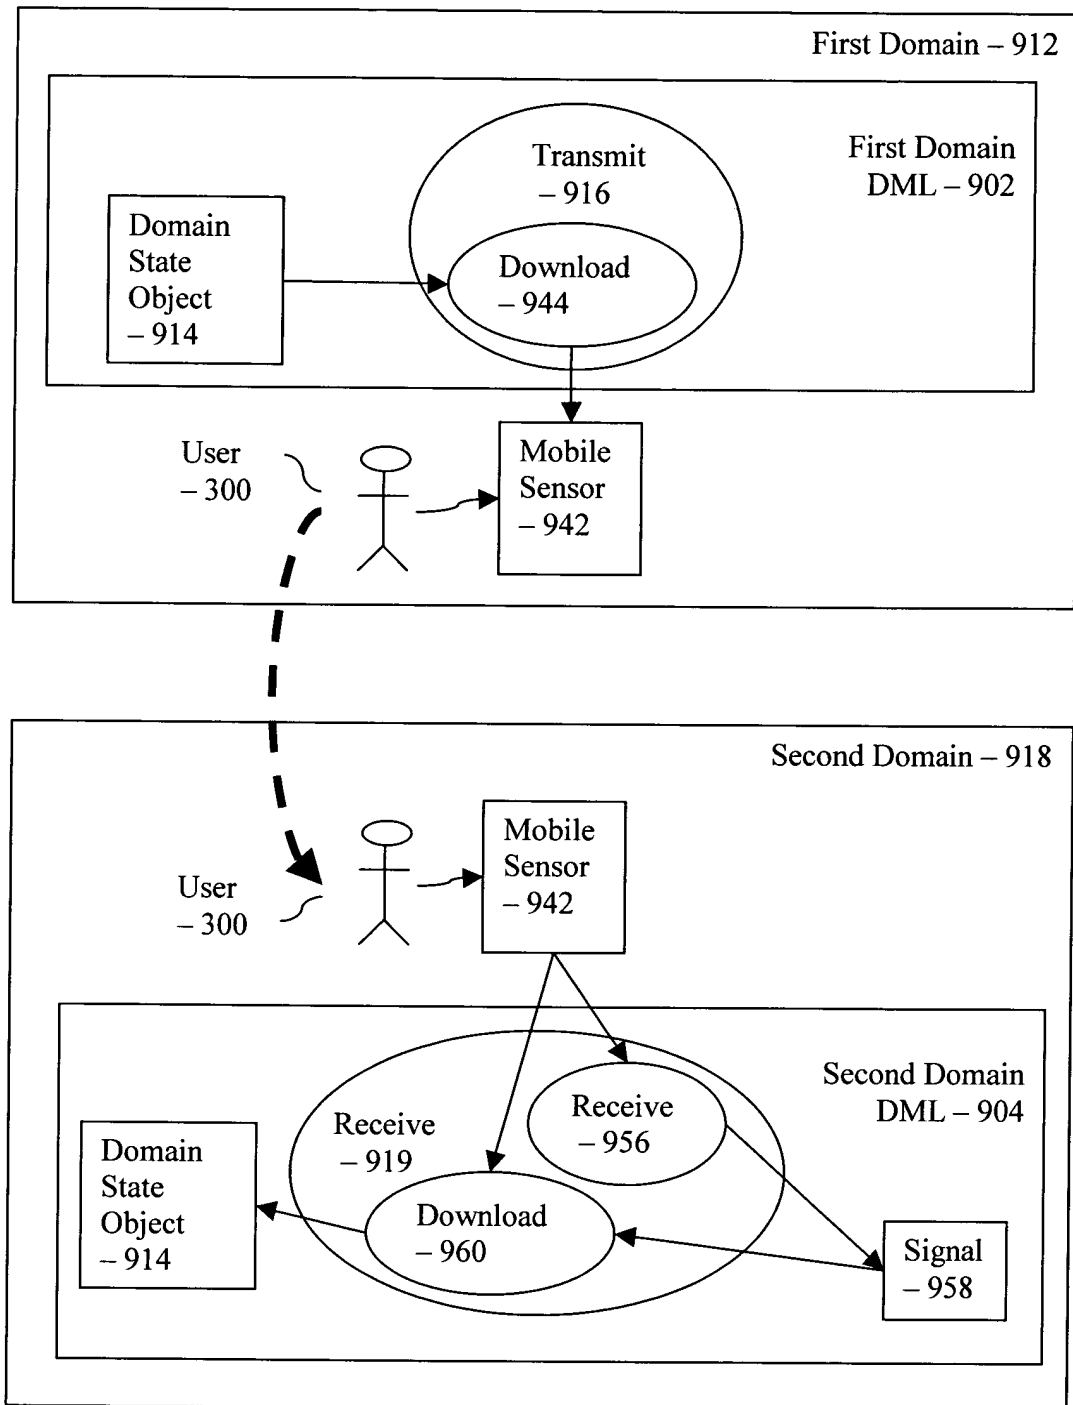 First Domain – 912
First Domain
DML – 902
Transmit
– 916
Domain
State
Object
– 914
Download
– 944
User
– 300
Mobile
Sensor
– 942
Second Domain – 918
Mobile
Sensor
– 942
User
– 300
Second Domain
DML – 904
Receive
– 956
Receive
– 919
Domain
State
Object
– 914
Download
– 960
Signal
– 958